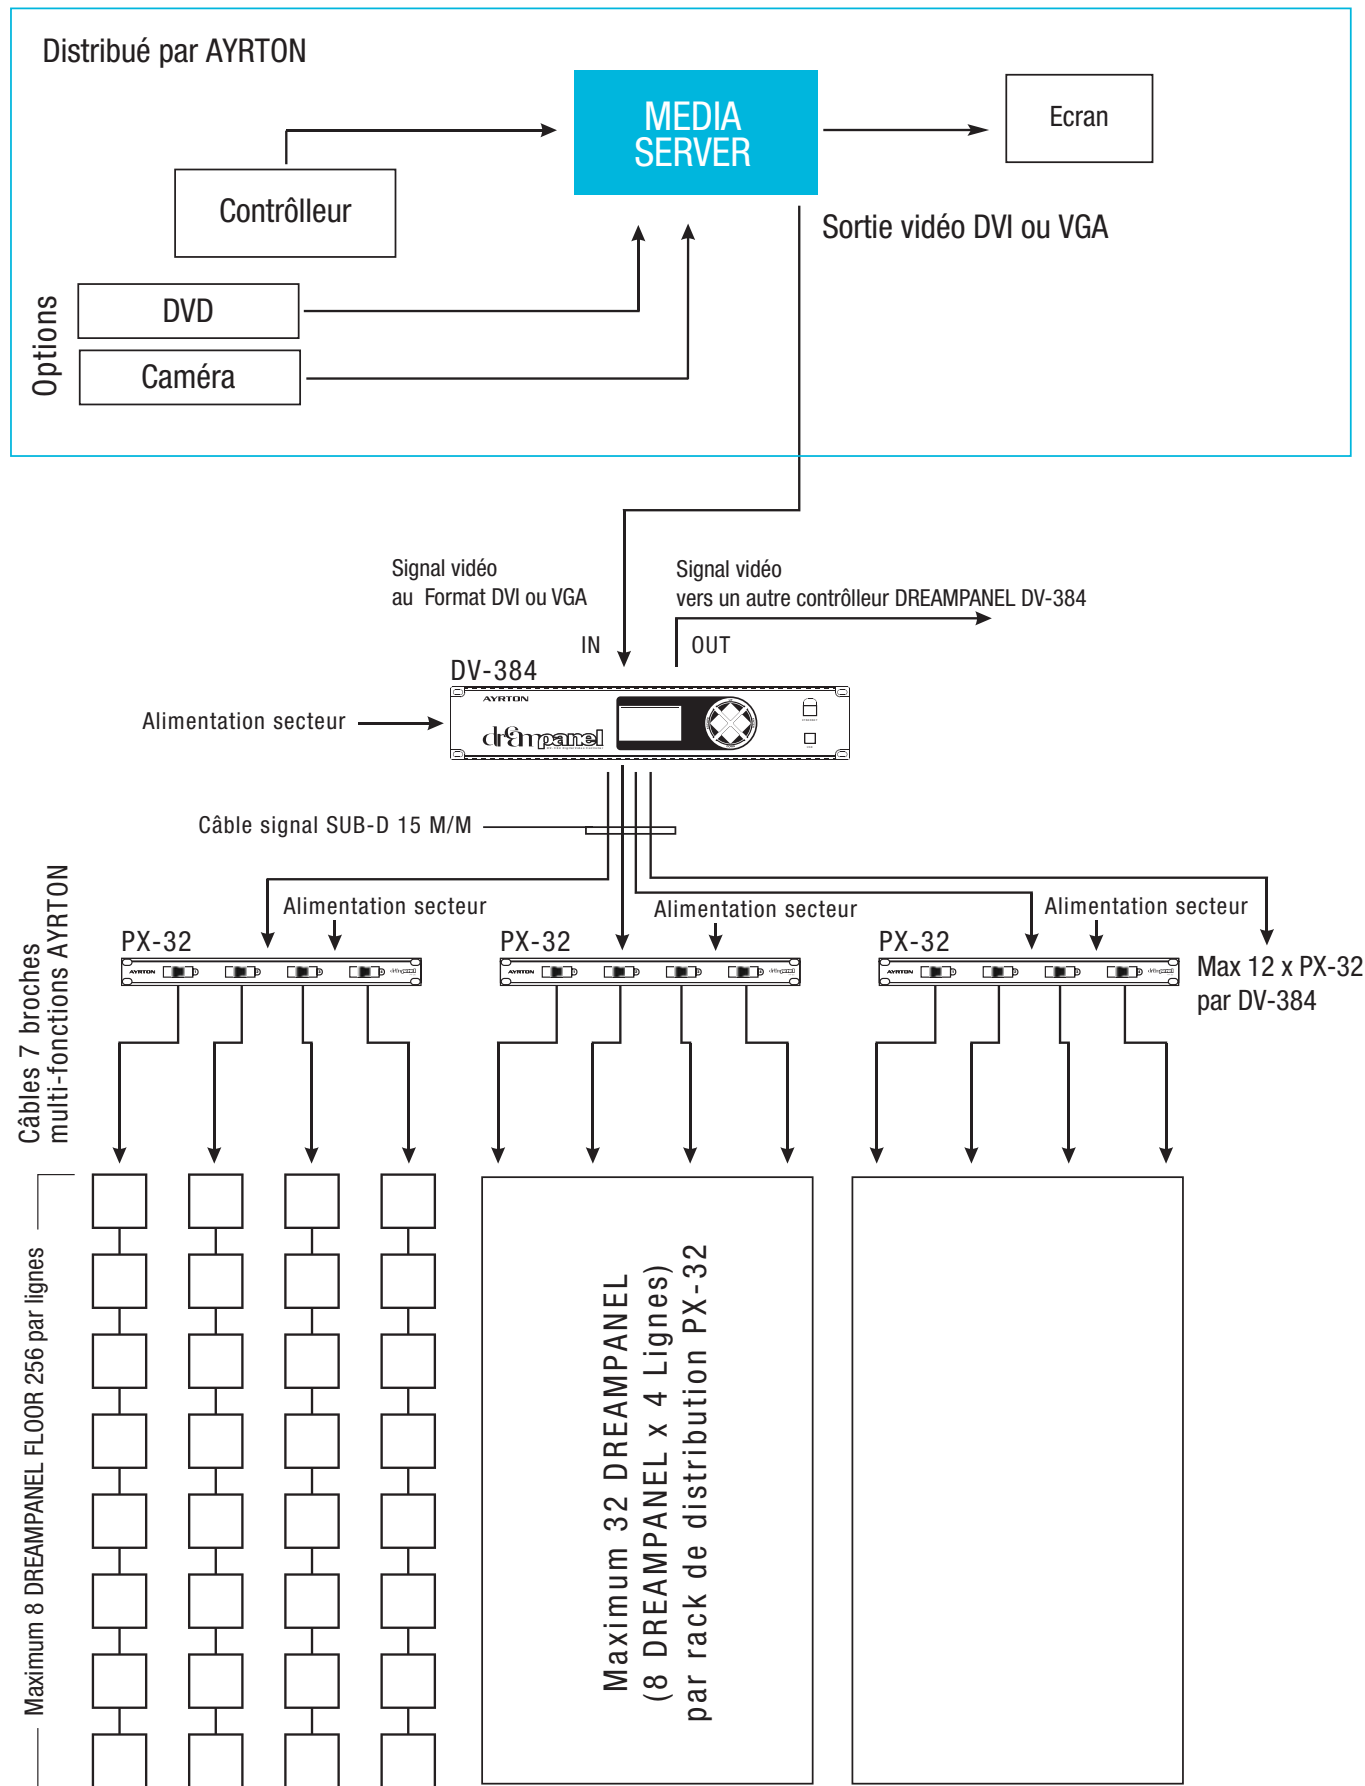 Distribué par AYRTON
MEDIA
SERVER
Ecran
Contrôlleur
Sortie vidéo DVI ou VGA
Options
DVD
Caméra
Signal vidéo
au Format DVI ou VGA
Signal vidéo
vers un autre contrôlleur DREAMPANEL DV-384
IN
OUT
DV-384
AYRTON
dreampanel
Alimentation secteur
Câble signal SUB-D 15 M/M
Câbles 7 broches
multi-fonctions AYRTON
Alimentation secteur
Alimentation secteur
Alimentation secteur
PX-32
PX-32
PX-32
AYRTON
AYRTON
AYRTON
Max 12 x PX-32
par DV-384
Maximum 8 DREAMPANEL FLOOR 256 par lignes
Maximum 32 DREAMPANEL
(8 DREAMPANEL x 4 Lignes)
par rack de distribution PX-32